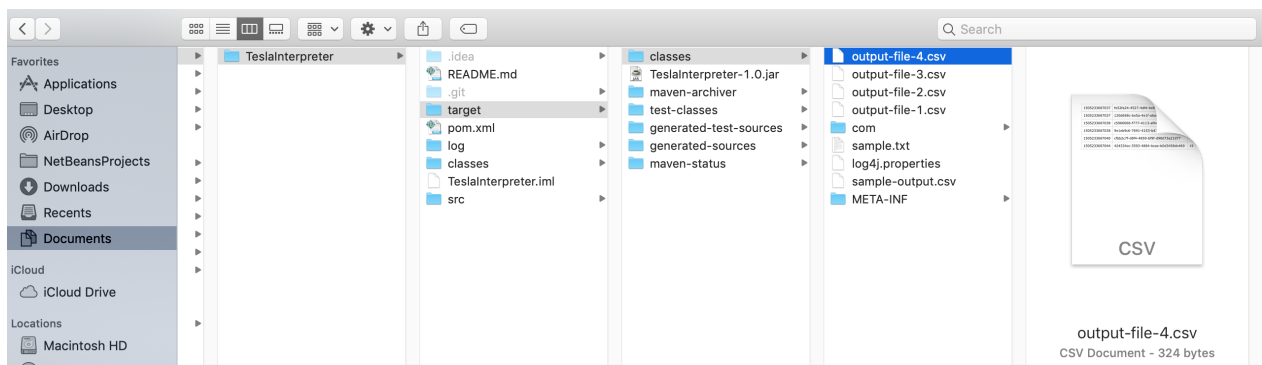 Search
Favorites
Applications
Desktop
AirDrop
NetBeansProjects
Downloads
Recents
Documents
iCloud
iCloud Drive
Locations
Macintosh HD
TeslaInterpreter
.idea
README.md
.git
target
pom.xml
log
classes
TeslaInterpreter.iml
src
classes
TeslaInterpreter-1.0.jar
maven-archiver
test-classes
generated-test-sources
generated-sources
maven-status
output-file-4.csv
output-file-3.csv
output-file-2.csv
output-file-1.csv
com
sample.txt
log4j.properties
sample-output.csv
META-INF
CSV
output-file-4.csv
CSV Document - 324 bytes